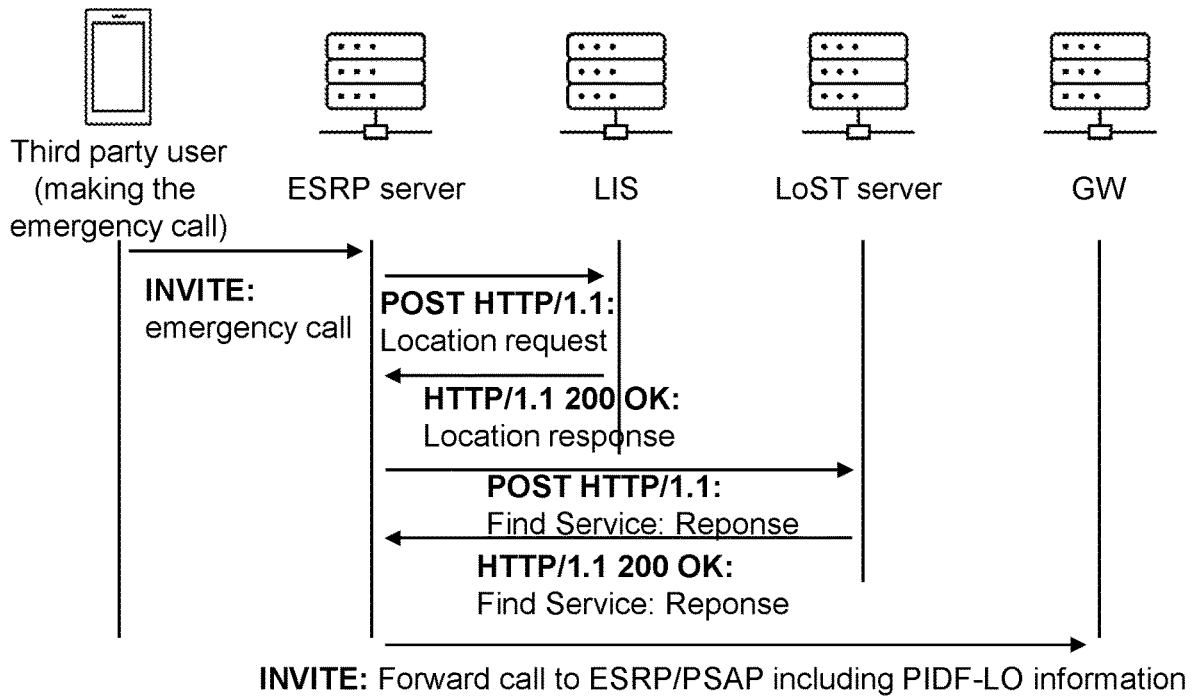 Third party user
(making the
emergency call)
ESRP server
LIS
LoST server
GW
INVITE:
emergency call
POST HTTP/1.1:
Location request
HTTP/1.1 200 OK:
Location response
POST HTTP/1.1:
Find Service: Reponse
HTTP/1.1 200 OK:
Find Service: Reponse
INVITE: Forward call to ESRP/PSAP including PIDF-LO information